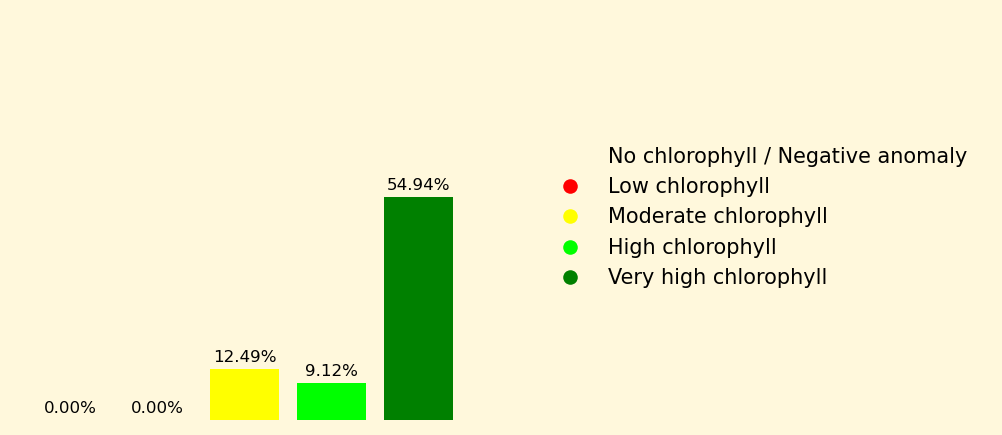 No chlorophyll / Negative anomaly
Low chlorophyll
Moderate chlorophyll
High chlorophyll
Very high chlorophyll
54.94%
12.49%
9.12%
0.00%
0.00%